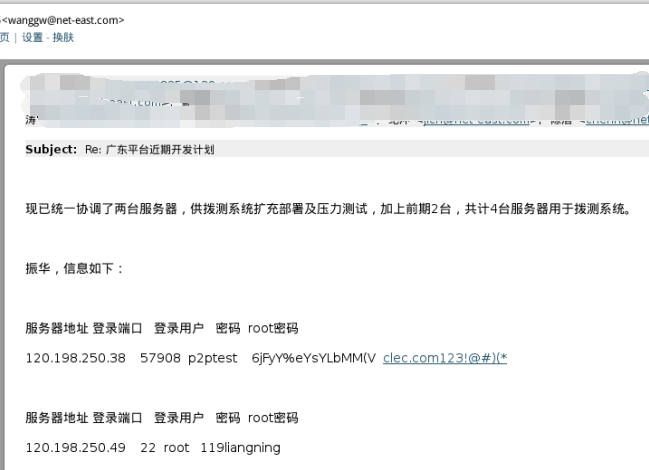 <wanggw@net-east.com>
页 | 设置 - 换肤
涛
Subject: Re: 广东平台近期开发计划
现已统一协调了两台服务器，供拨测系统扩充部署及压力测试，加上前期2台，共计4台服务器用于拨测系统。
振华，信息如下：
服务器地址 登录端口 登录用户 密码 root密码
120.198.250.38 57908 p2ptest 6jFyY%eYsYLbMM(V clec.com123!@#)(*
服务器地址 登录端口 登录用户 密码 root密码
120.198.250.49 22 root 119liangning